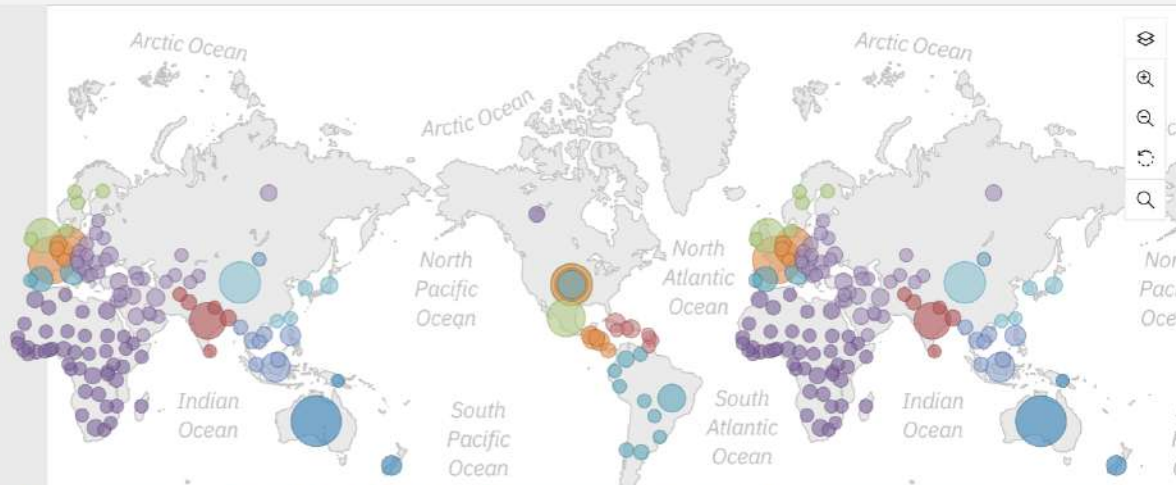 Arctic Ocean
Arctic Ocean
Arctic Ocean
North
Pacific
Ocean
North
Atlantic
Ocean
Indian
Ocean
South
Pacific
Ocean
South
Atlantic
Ocean
Indian
Ocean